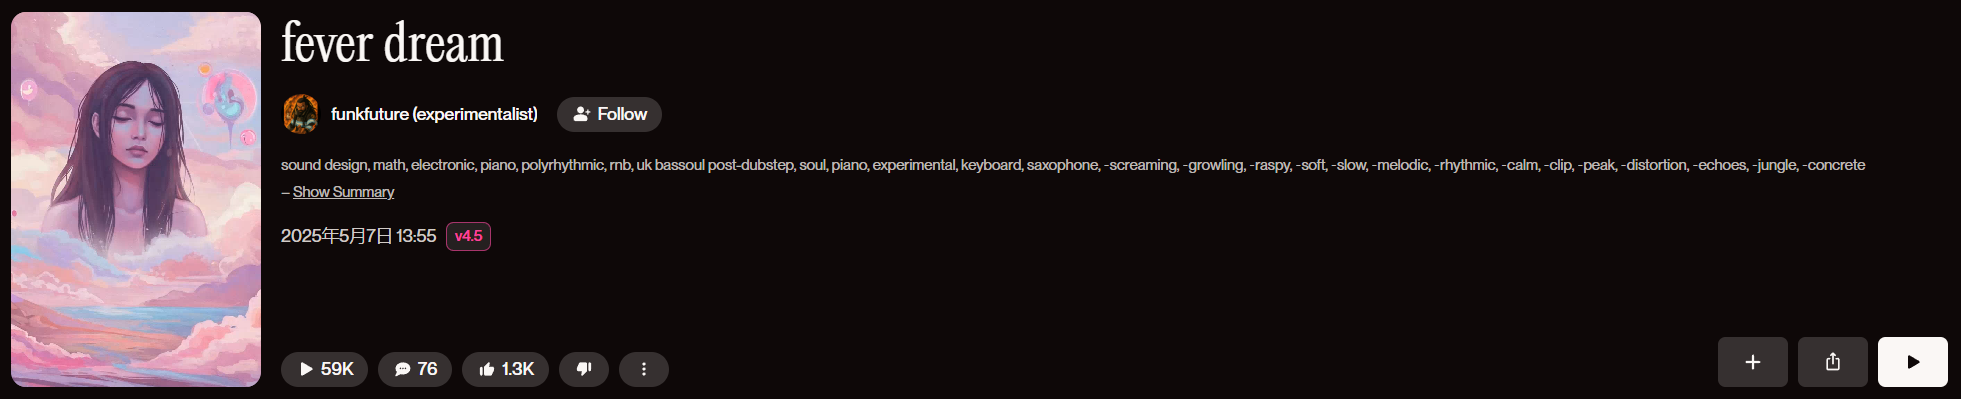 fever dream
funkfuture (experimentalist)
Follow
sound design, math, electronic, piano, polyrhythmic, rnb, uk bassoul post-dubstep, soul, piano, experimental, keyboard, saxophone, -screaming, -growling, -raspy, -soft, -slow, -melodic, -rhythmic, -calm, -clip, -peak, -distortion, -echoes, -jungle, -concrete
– Show Summary
2025年5月7日 13:55 v4.5
59K 76 1.3K